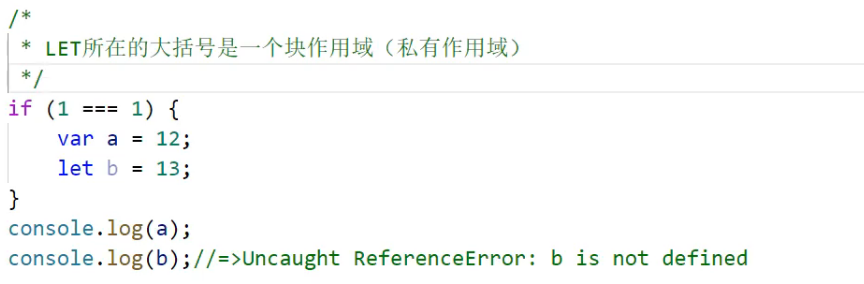 /*
* LET所在的大括号是一个块作用域（私有作用域）
*/
if (1 === 1) {
var a = 12;
let b = 13;
}
console.log(a);
console.log(b);//=>Uncaught ReferenceError: b is not defined